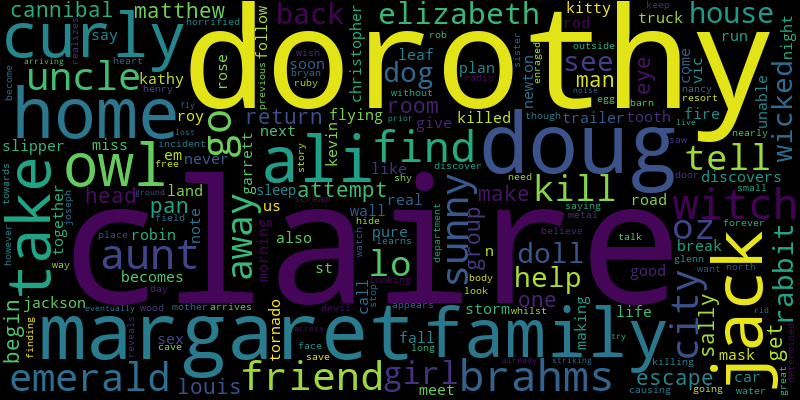 cannibal matthew horrified christopher elizabeth kitty rod truck house keep
curly say dorothy back follow leaf dog plan rob see man outside run night
realizes heart uncle kathy rose previous soon bryan ruby wish without newton sister enraged eye come vic unable wicked
become arriving henry home roy fly go return flying room give killed trailer tooth radio noise egg barn fire nancy resort live
slipper miss em lost incident free never next story kevin prior though discover saw nearly
towards take owl land garrett ali find like shy doug tell discovers
together joseph pan head asleep attempt real need kill door small
however way place field ground note us scream hide wall pure sunny make group saying metal road witch forever
robin aunt away morning also watch learns department n believe talk oz break glenn want north
day becomes claire st looking stop doll help one good city rabbit
begin jackson eventually wood mother arrives devil call appears body look storm whilst making life sally jack mask get rid
finding margaret reveals tornado across face save fall long family try killing great determined
emerald sex cave louis friend girl meet already brahms striking escape causing car going water